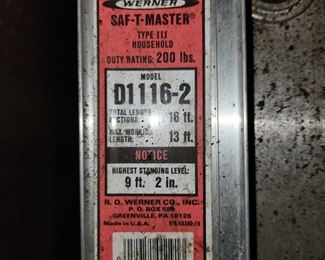 WERNER
SAF-T-MASTER®
TYPE III
HOUSEHOLD
DUTY RATING: 200 lbs.
MODEL
D1116-2
TOTAL LENGTH
SECTIONS: 16 ft.
MAX. WORKING
LENGTH: 13 ft.
NOTICE
HIGHEST STANDING LEVEL:
9 ft. 2 in.
R. D. WERNER CO., INC.
P. O. BOX 580
GREENVILLE, PA 16125
Made in U.S.A.